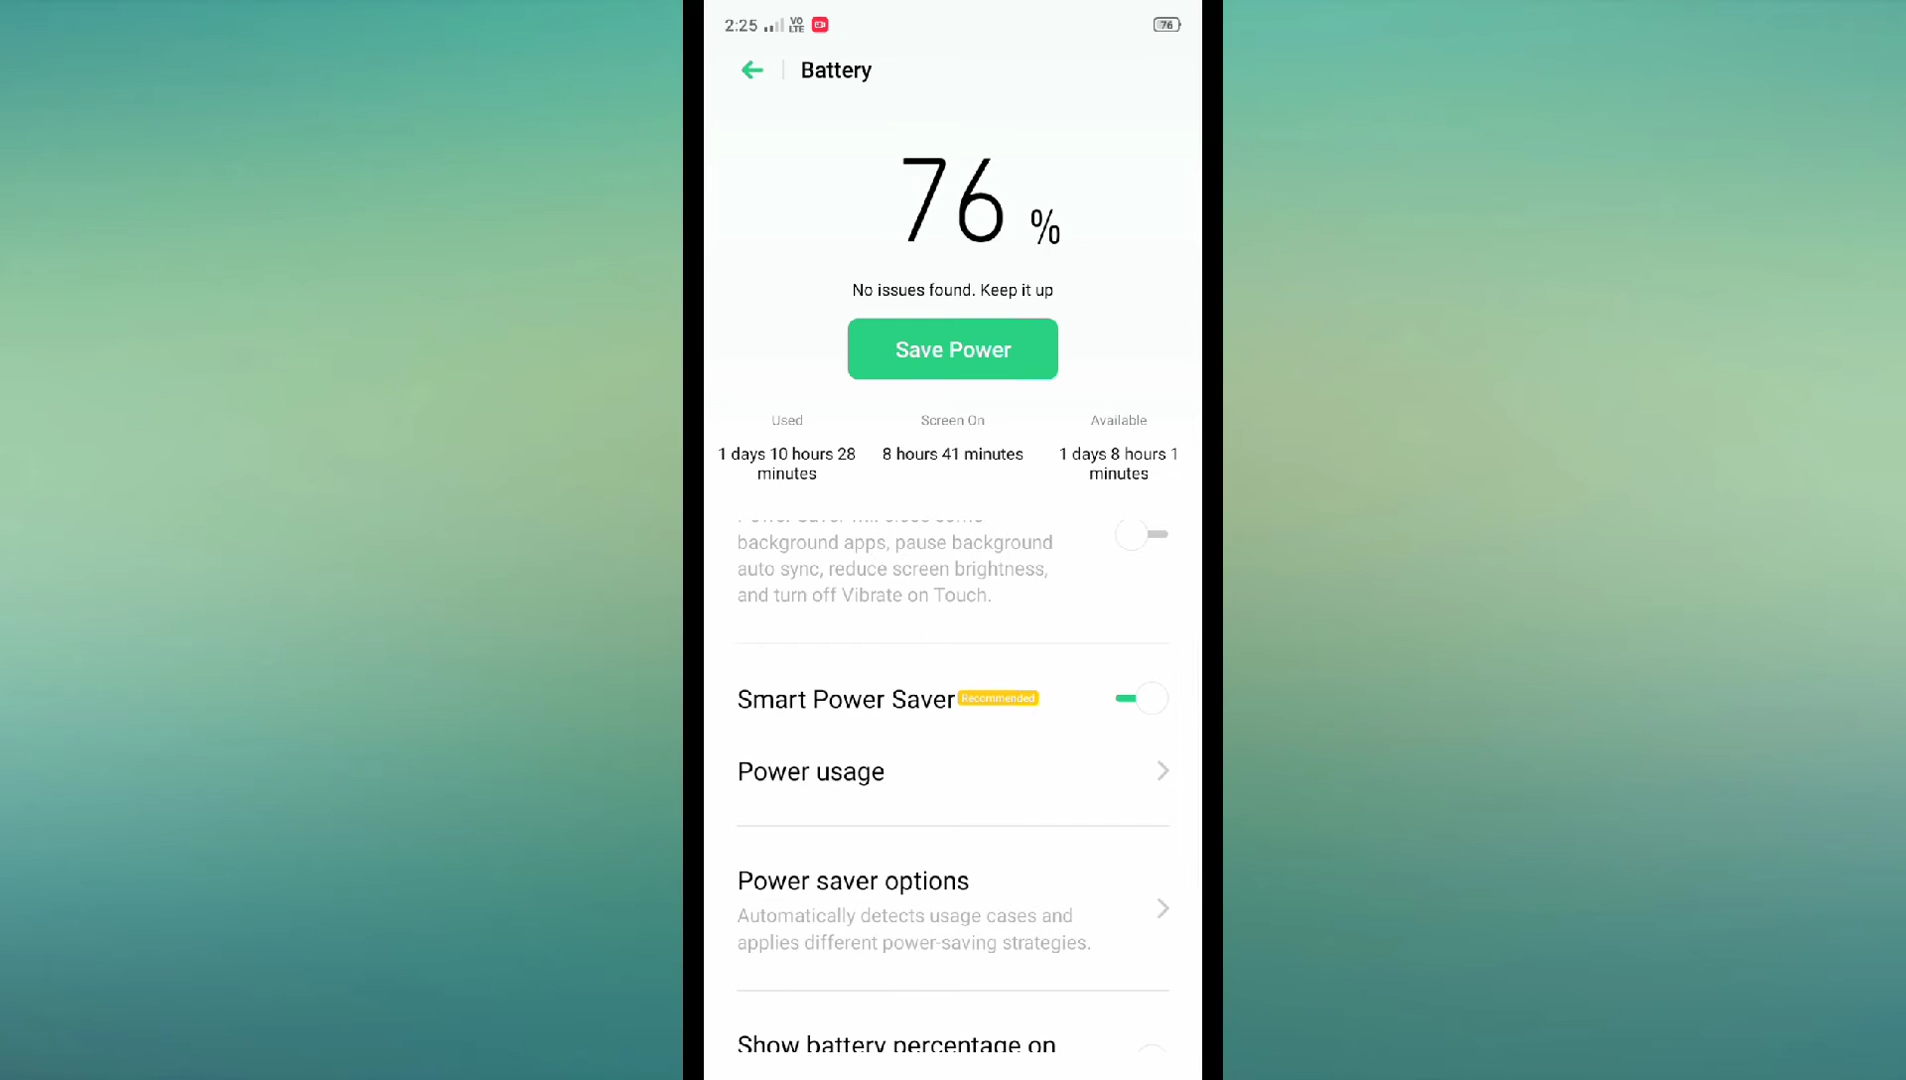 2:25 VO LTE 76
Battery
76 %
No issues found. Keep it up
Save Power
Used Screen On Available
1 days 10 hours 28 minutes
8 hours 41 minutes
1 days 8 hours 1 minutes
background apps, pause background
auto sync, reduce screen brightness,
and turn off Vibrate on Touch.
Smart Power Saver Recommended
Power usage
Power saver options
Automatically detects usage cases and
applies different power-saving strategies.
Show battery percentage on